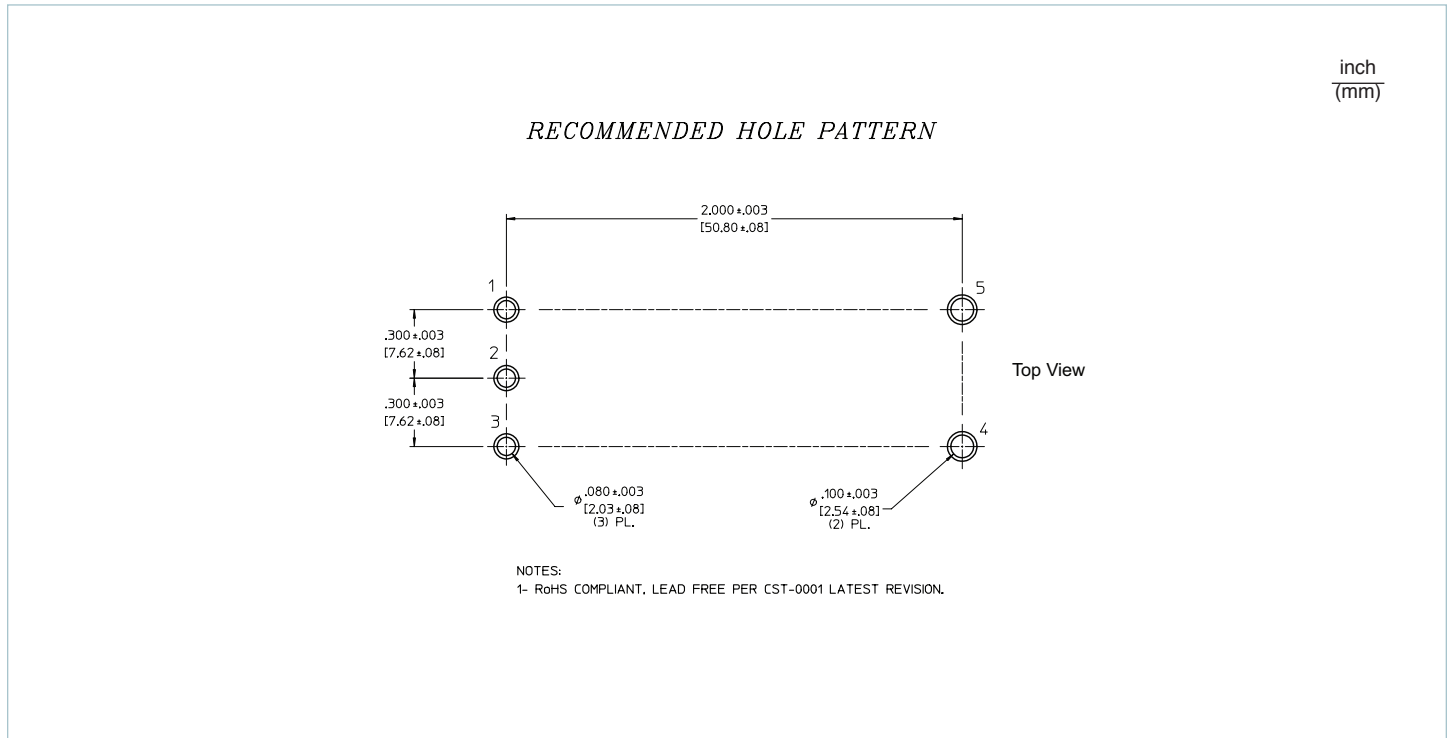 inch
(mm)
RECOMMENDED HOLE PATTERN
2.000±.003
[50.80±.08]
1
5
.300±.003
[7.62±.08]
2
Top View
.300±.003
[7.62±.08]
3
4
ø.080±.003
[2.03±.08]
(3) PL.
ø.100±.003
[2.54±.08]
(2) PL.
NOTES:
1- RoHS COMPLIANT, LEAD FREE PER CST-0001 LATEST REVISION.